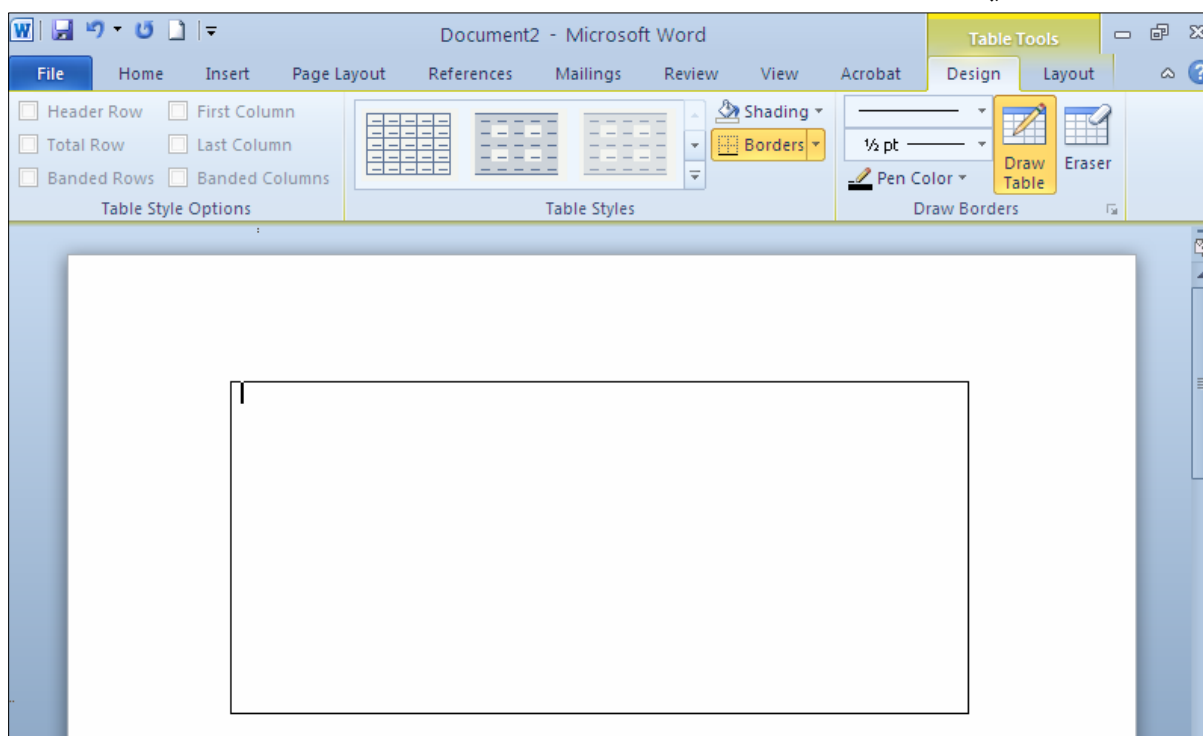 Document2 - Microsoft Word
Table Tools
File Home Insert Page Layout References Mailings Review View Acrobat Design Layout
Header Row First Column
Total Row Last Column
Banded Rows Banded Columns
Table Style Options
Table Styles
Shading
Borders
½ pt
Pen Color
Draw Table
Eraser
Draw Borders